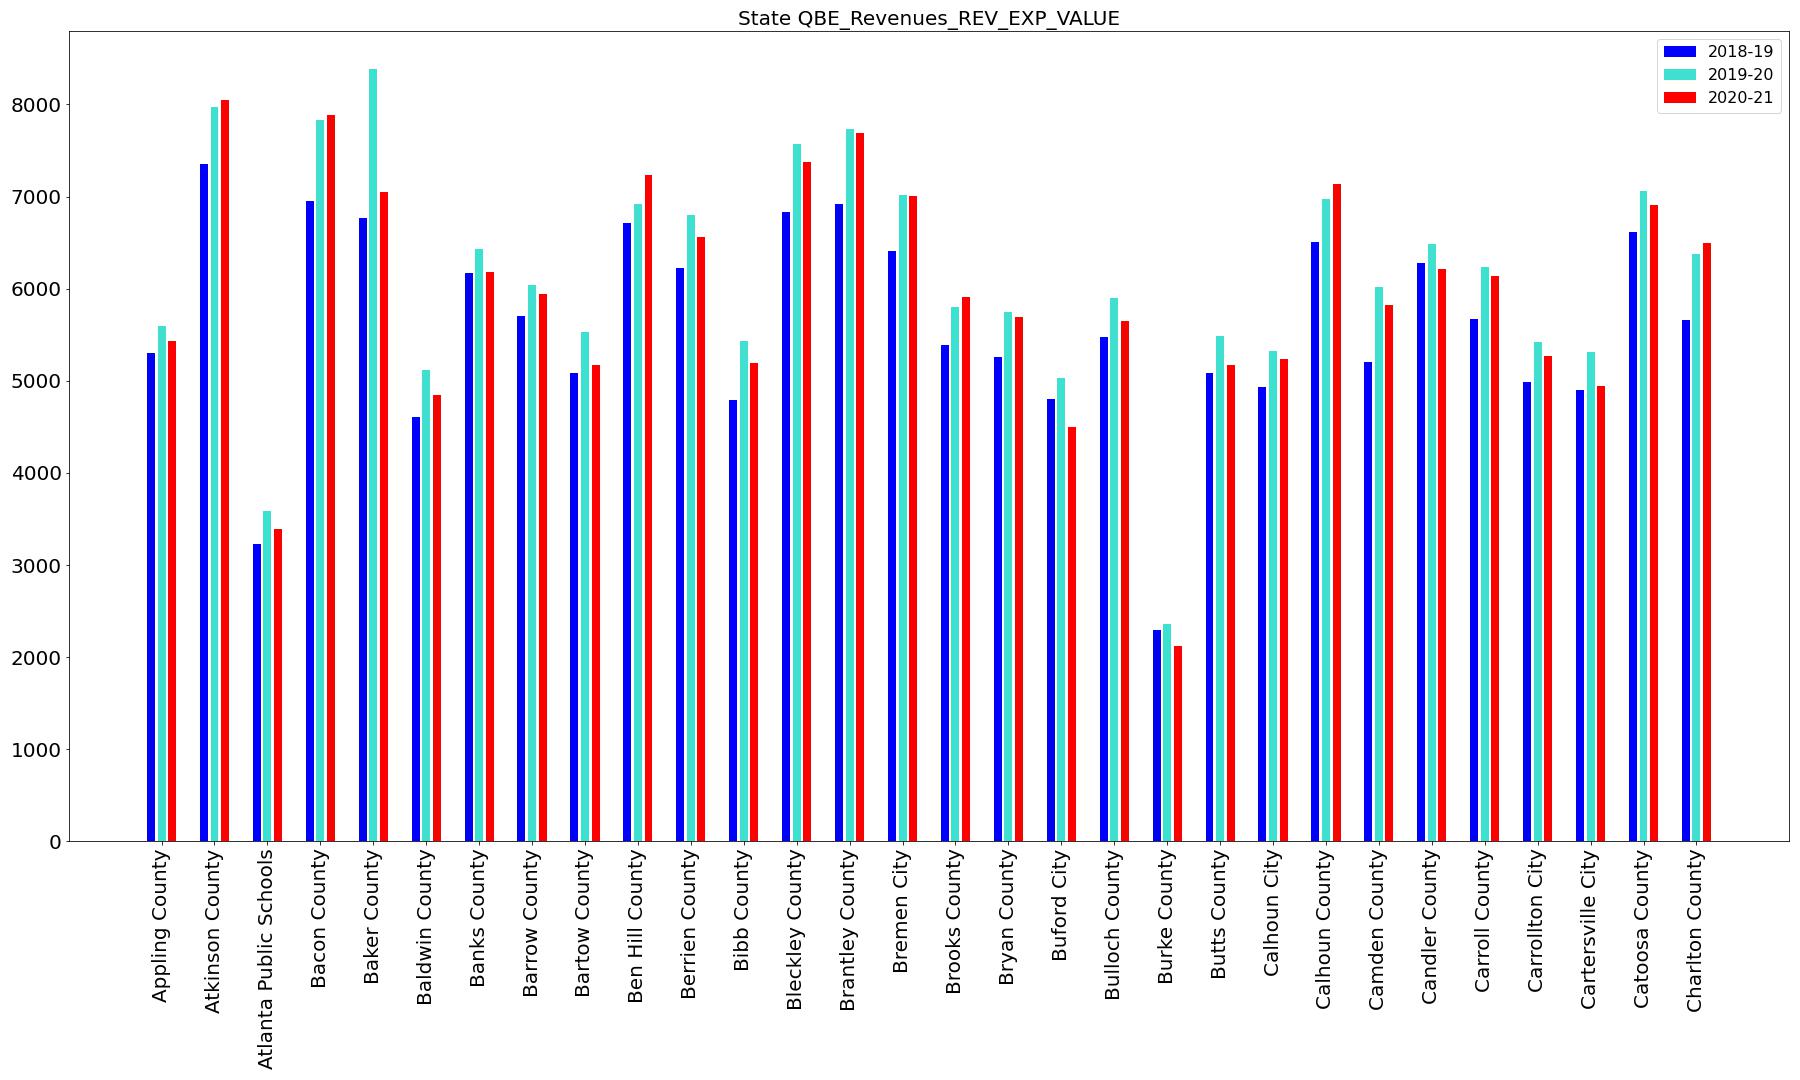 State QBE_Revenues_REV_EXP_VALUE
2018-19
2019-20
2020-21
8000
7000
6000
5000
4000
3000
2000
1000
0
Appling County
Atkinson County
Atlanta Public Schools
Bacon County
Baker County
Baldwin County
Banks County
Barrow County
Bartow County
Ben Hill County
Berrien County
Bibb County
Bleckley County
Brantley County
Bremen City
Brooks County
Bryan County
Buford City
Bulloch County
Burke County
Butts County
Calhoun City
Calhoun County
Camden County
Candler County
Carroll County
Carrollton City
Cartersville City
Catoosa County
Charlton County